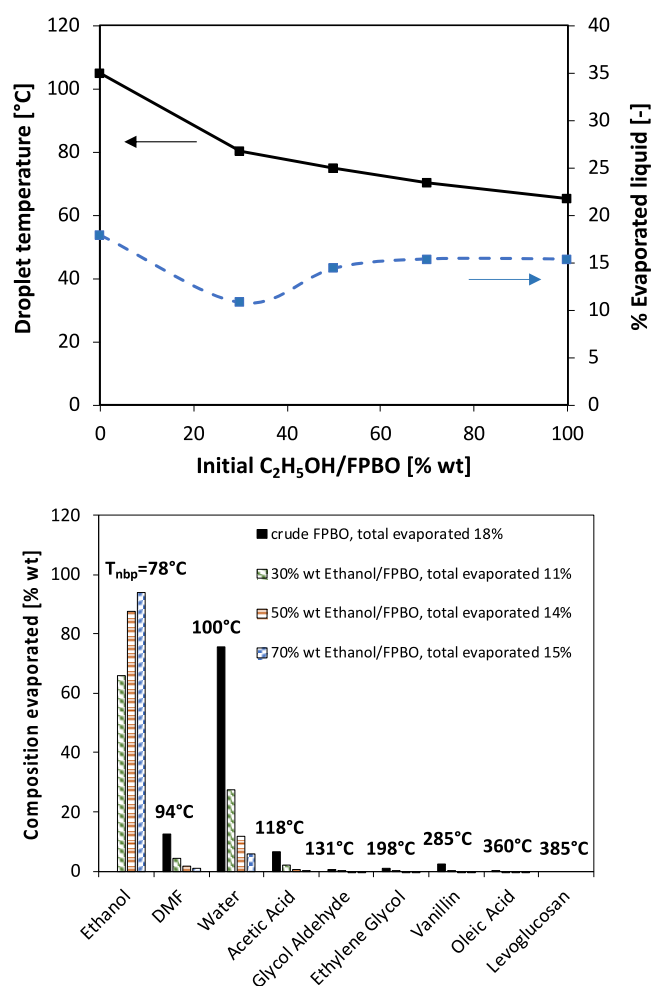 120
100
80
60
40
20
0
Droplet temperature [°C]
40
35
30
25
20
15
10
5
0
% Evaporated liquid [-]
0 20 40 60 80 100
Initial C₂H₅OH/FPBO [% wt]
120
100
80
60
40
20
0
Composition evaporated [% wt]
crude FPBO, total evaporated 18%
30% wt Ethanol/FPBO, total evaporated 11%
50% wt Ethanol/FPBO, total evaporated 14%
70% wt Ethanol/FPBO, total evaporated 15%
Tnbp=78°C
94°C
100°C
118°C
131°C
198°C
285°C
360°C
385°C
Ethanol
DMF
Water
Acetic Acid
Glycol Aldehyde
Ethylene Glycol
Vanillin
Oleic Acid
Levoglucosan